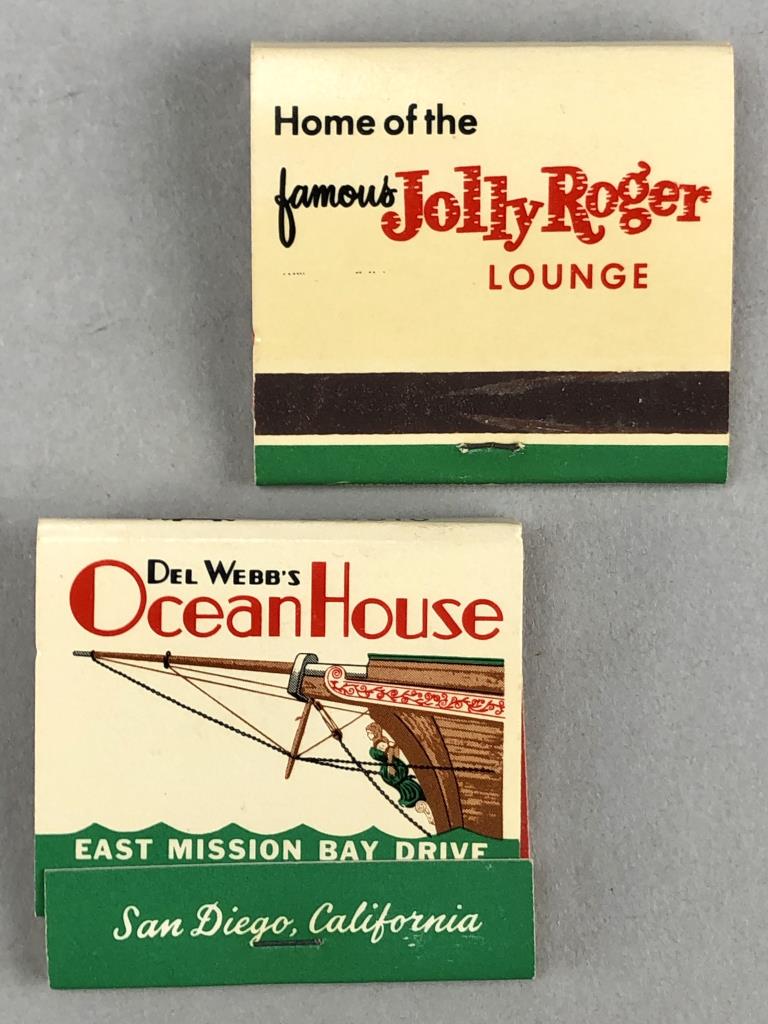 Home of the
famous Jolly Roger
LOUNGE
DEL WEBB'S
Ocean House
EAST MISSION BAY DRIVE
San Diego, California